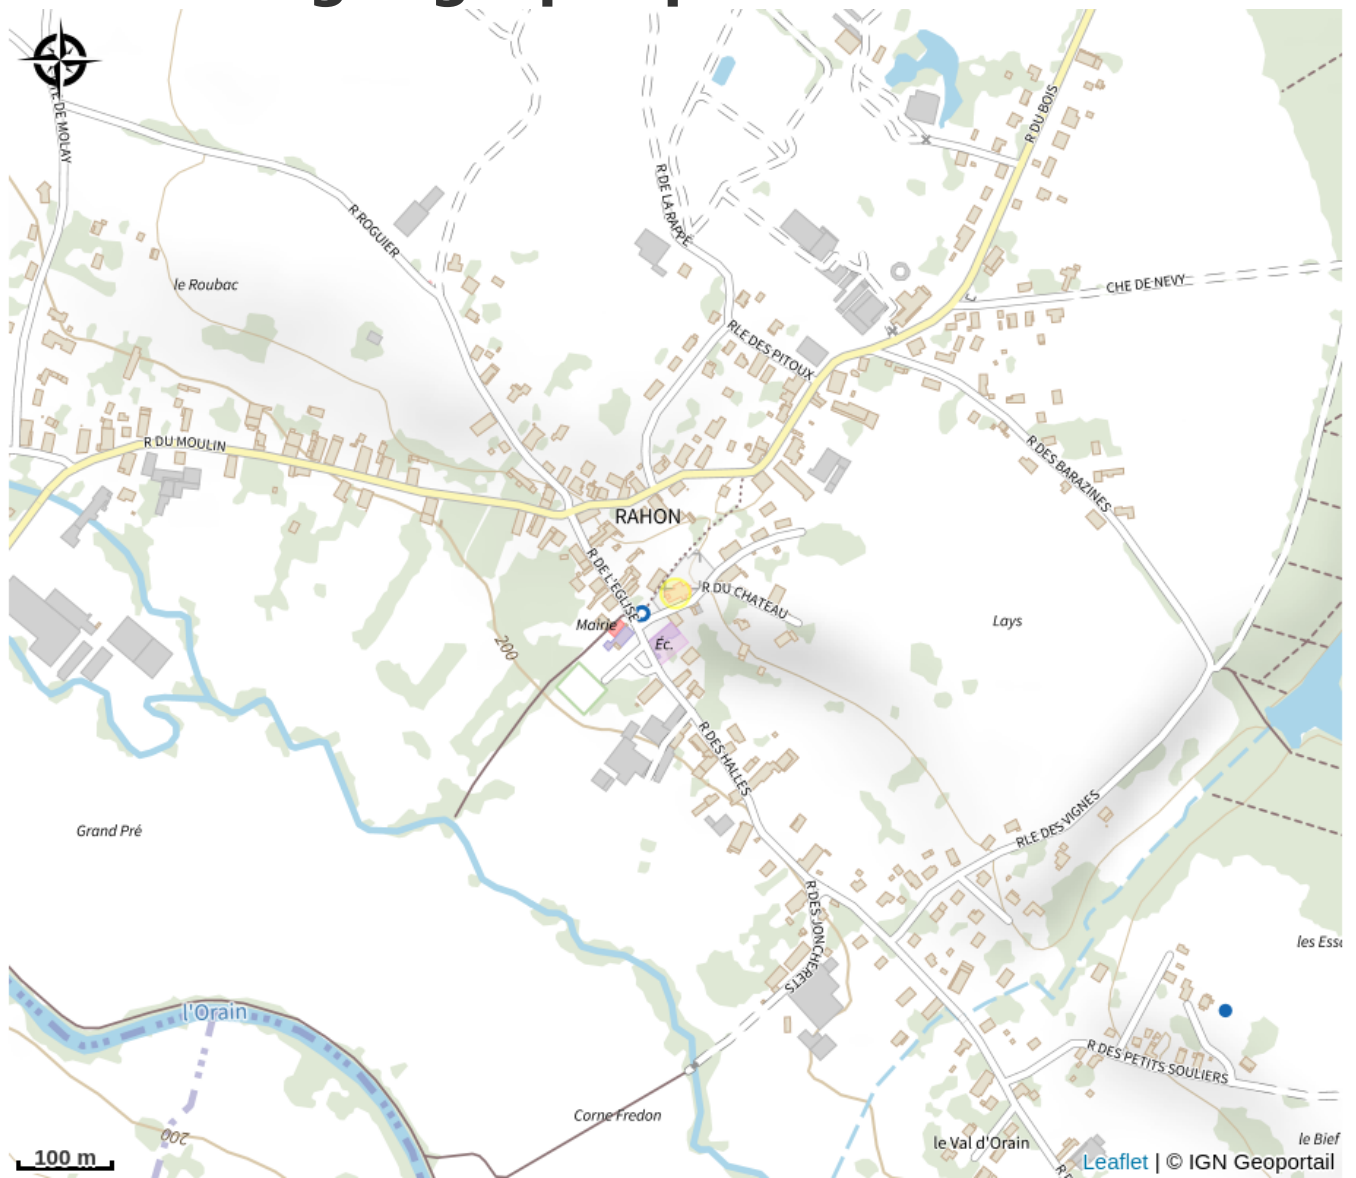 TE DE MOLAY
R DU BOIS
R DE LA RAPPE
R ROGUIER
le Roubac
CHE DE NEVY
RLE DES PITOUX
R DU MOULIN
R DES BARAZINES
RAHON
R DE L'EGLISE
R DU CHATEAU
Mairie
Éc.
Lays
200
R DES HALLES
Grand Pré
RLE DES VIGNES
R DES JONCHERETS
les Ess
l'Orain
R DES PETITS SOULIERS
Corne Fredon
200
le Val d'Orain
le Bief
100 m
R D
Leaflet | © IGN Geoportail